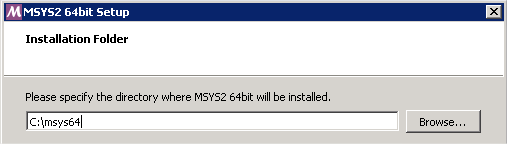 MSYS2 64bit Setup
Installation Folder
Please specify the directory where MSYS2 64bit will be installed.
C:\msys64
Browse...